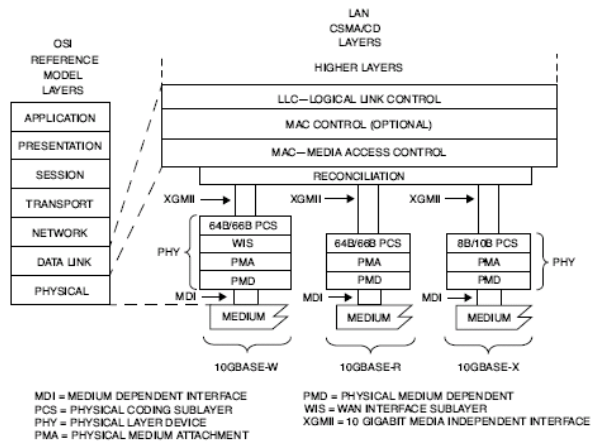 OSI
REFERENCE
MODEL
LAYERS
APPLICATION
PRESENTATION
SESSION
TRANSPORT
NETWORK
DATA LINK
PHYSICAL
LAN
CSMA/CD
LAYERS
HIGHER LAYERS
LLC—LOGICAL LINK CONTROL
MAC CONTROL (OPTIONAL)
MAC—MEDIA ACCESS CONTROL
RECONCILIATION
XGMII
XGMII
XGMII
PHY
64B/66B PCS
WIS
PMA
PMD
MDI
MEDIUM
10GBASE-W
64B/66B PCS
PMA
PMD
MDI
MEDIUM
10GBASE-R
8B/10B PCS
PMA
PMD
PHY
MDI
MEDIUM
10GBASE-X
MDI = MEDIUM DEPENDENT INTERFACE
PCS = PHYSICAL CODING SUBLAYER
PHY = PHYSICAL LAYER DEVICE
PMA = PHYSICAL MEDIUM ATTACHMENT
PMD = PHYSICAL MEDIUM DEPENDENT
WIS = WAN INTERFACE SUBLAYER
XGMII = 10 GIGABIT MEDIA INDEPENDENT INTERFACE